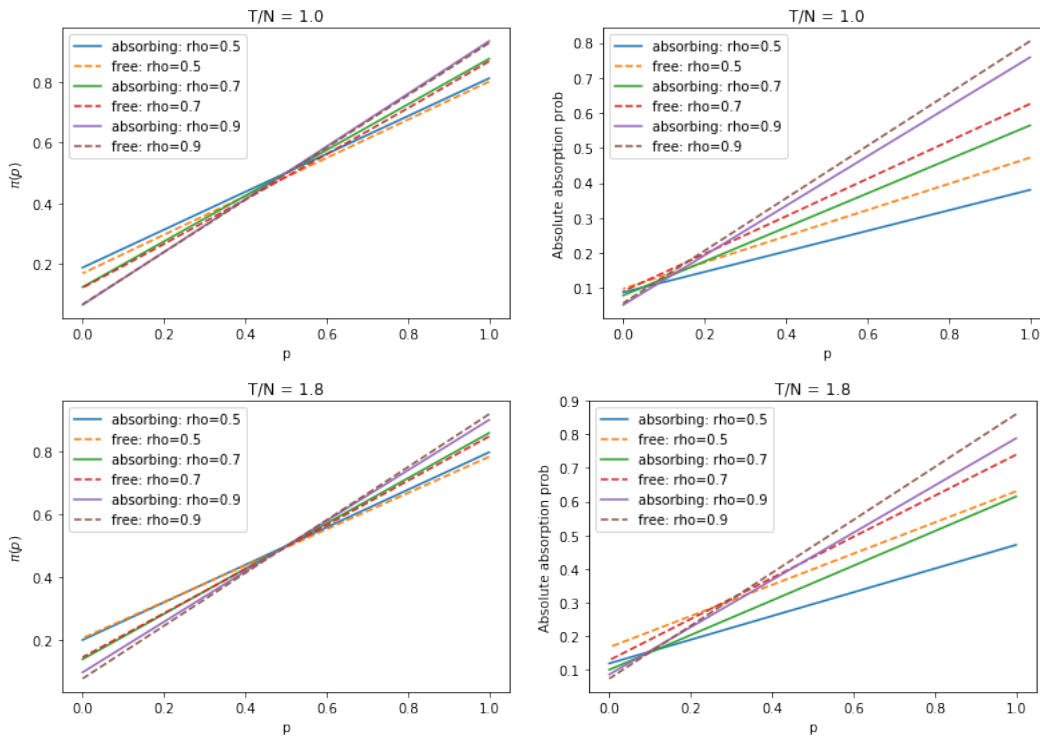 T/N = 1.0
absorbing: rho=0.5
free: rho=0.5
absorbing: rho=0.7
free: rho=0.7
absorbing: rho=0.9
free: rho=0.9
0.8
0.6
0.4
0.2
π(p)
0.0 0.2 0.4 0.6 0.8 1.0
p
T/N = 1.0
absorbing: rho=0.5
free: rho=0.5
absorbing: rho=0.7
free: rho=0.7
absorbing: rho=0.9
free: rho=0.9
0.8
0.7
0.6
0.5
0.4
0.3
0.2
0.1
Absolute absorption prob
0.0 0.2 0.4 0.6 0.8 1.0
p
T/N = 1.8
absorbing: rho=0.5
free: rho=0.5
absorbing: rho=0.7
free: rho=0.7
absorbing: rho=0.9
free: rho=0.9
0.8
0.6
0.4
0.2
π(p)
0.0 0.2 0.4 0.6 0.8 1.0
p
T/N = 1.8
absorbing: rho=0.5
free: rho=0.5
absorbing: rho=0.7
free: rho=0.7
absorbing: rho=0.9
free: rho=0.9
0.9
0.8
0.7
0.6
0.5
0.4
0.3
0.2
0.1
Absolute absorption prob
0.0 0.2 0.4 0.6 0.8 1.0
p